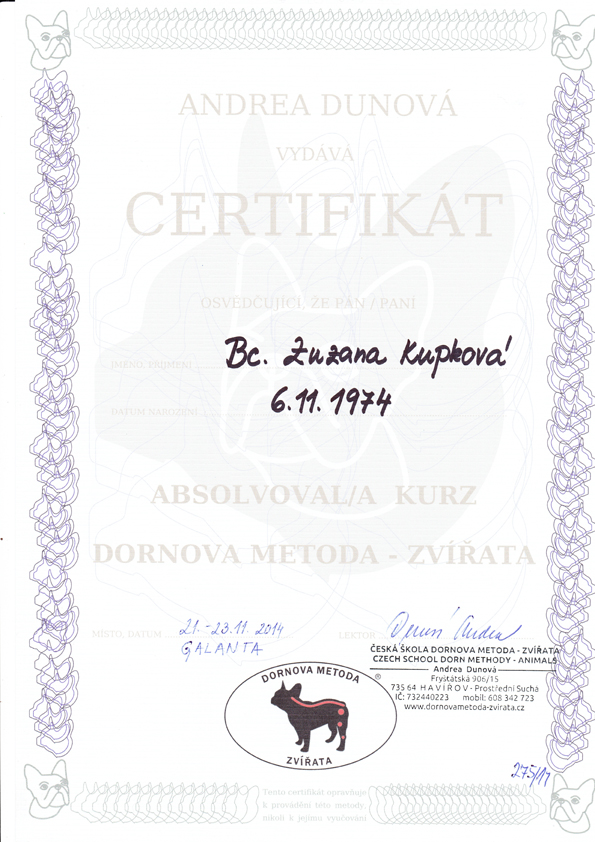 ANDREA DUNOVÁ
VYDÁVÁ
CERTIFIKÁT
OSVEDČUJÍCÍ, ŽE PÁN / PANÍ
JMÉNO, PŘIJMENÍ
Bc. Zuzana Kupková
DATUM NAROZENÍ
6.11. 1974
ABSOLVOVAL/A KURZ
DORNOVA METODA - ZVÍŘATA
MÍSTO, DATUM
21.-23.11. 2014
GALANTA
LEKTOR
ČESKÁ ŠKOLA DORNOVA METODA - ZVÍŘATA
CZECH SCHOOL DORN METHODY - ANIMALS
Andrea Dunová
Fryštátská 906/15
735 64 HAVÍŘOV - Prostřední Suchá
IČ: 732440223 mobil: 608 342 723
www.dornovametoda-zvirata.cz
DORNOVA METODA
®
ZVÍŘATA
275/17
Tento certifikát opravňuje
k provádění této metody,
nikoli k jejímu vyučování